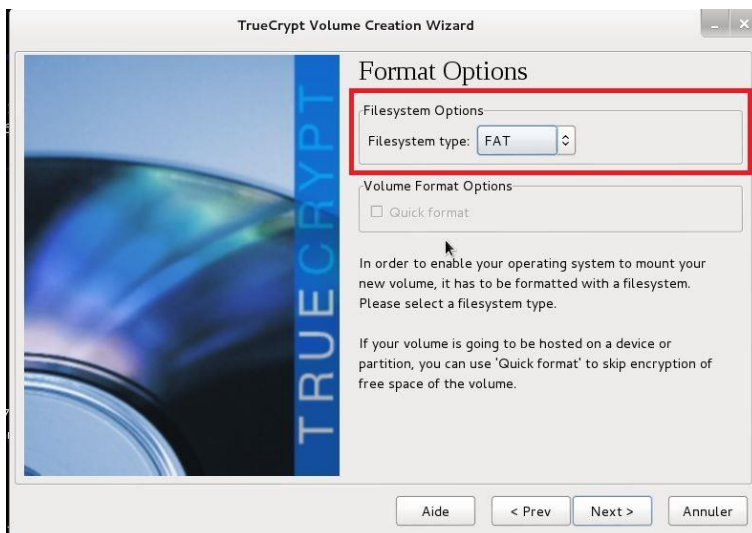 TrueCrypt Volume Creation Wizard
TRUECRYPT
Format Options
Filesystem Options
Filesystem type: FAT
Volume Format Options
Quick format
In order to enable your operating system to mount your
new volume, it has to be formatted with a filesystem.
Please select a filesystem type.
If your volume is going to be hosted on a device or
partition, you can use 'Quick format' to skip encryption of
free space of the volume.
Aide
< Prev
Next >
Annuler